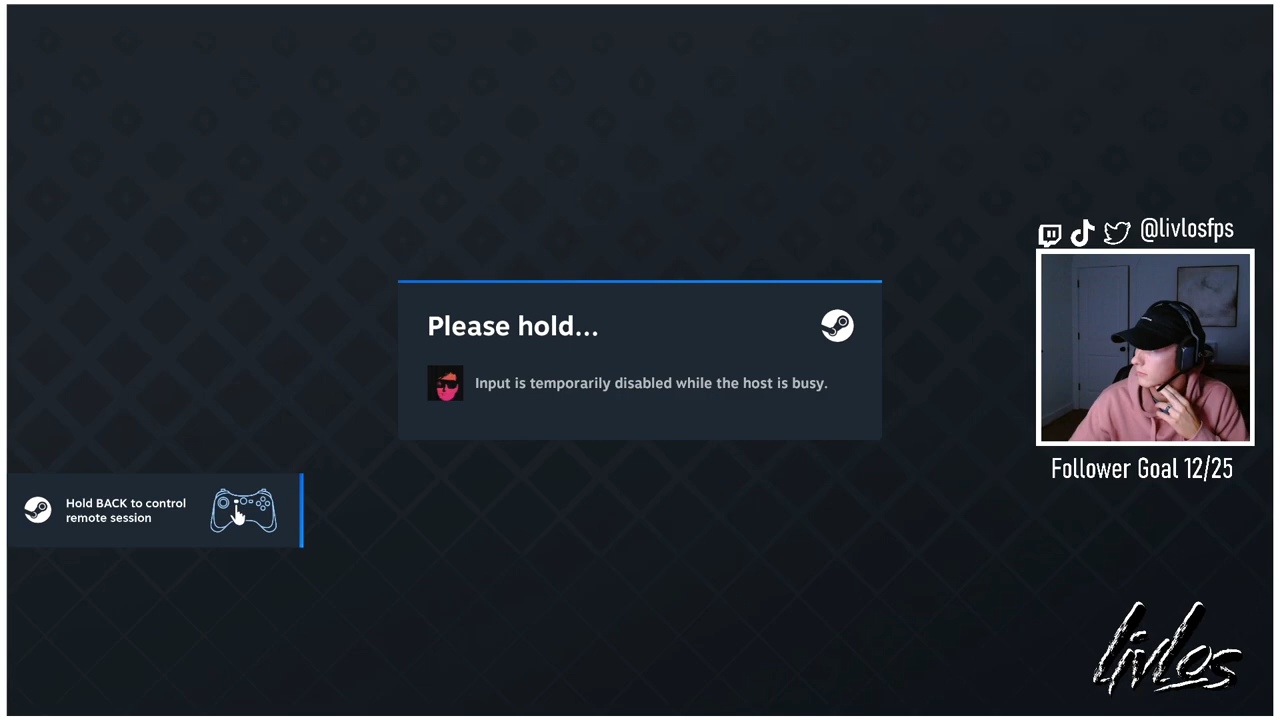 @livlosfps
Please hold...
Input is temporarily disabled while the host is busy.
Follower Goal 12/25
Hold BACK to control
remote session
livlos